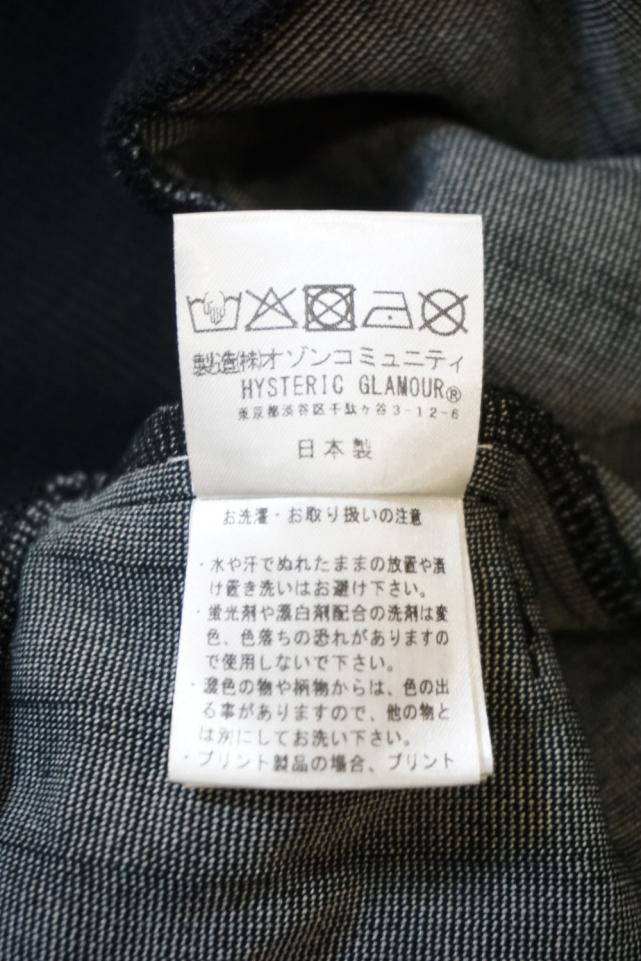 製造㈱オゾンコミュニティ
HYSTERIC GLAMOUR®
東京都渋谷区千駄ヶ谷3-12-6
日本製
お洗濯・お取り扱いの注意
・水や汗でぬれたままの放置や漬
け置き洗いはお避け下さい。
・蛍光剤や漂白剤配合の洗剤は変
色、色落ちの恐れがありますの
で使用しないで下さい。
・濃色の物や柄物からは、色の出
る事がありますので、他の物と
は別にしてお洗い下さい。
・プリント製品の場合、プリント